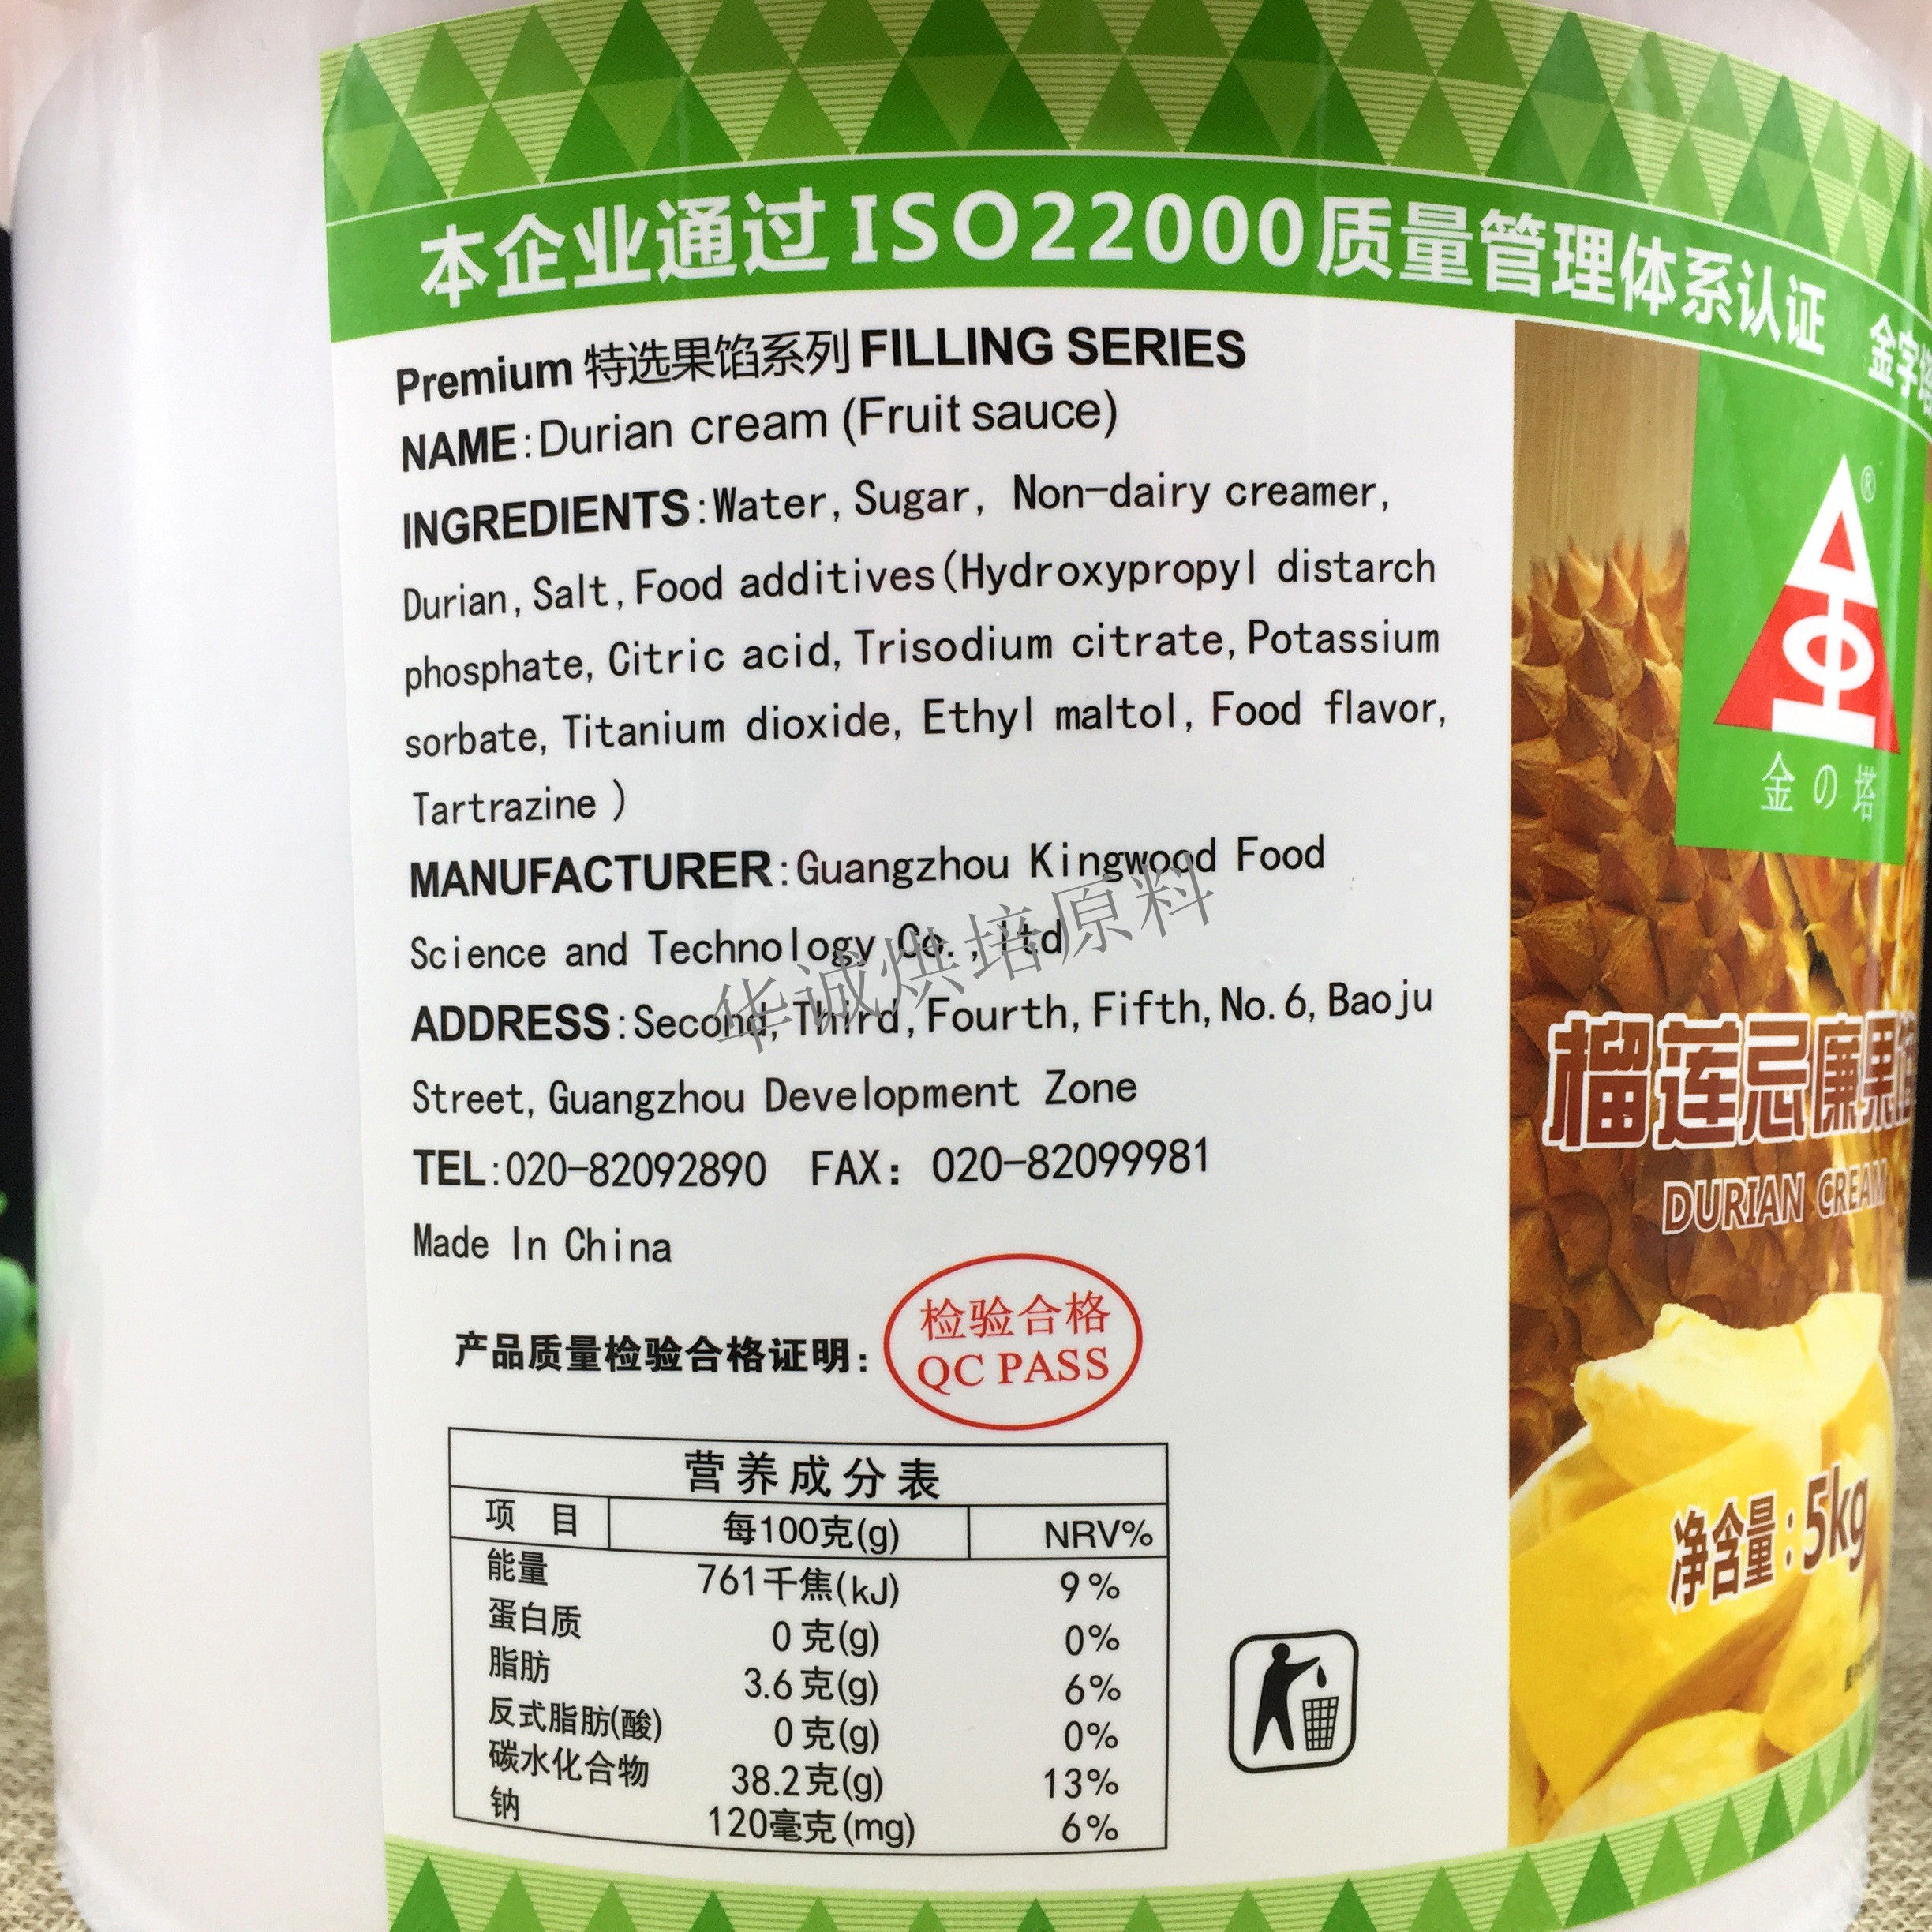 本企业通过ISO22000质量管理体系认证 金字
Premium 特选果馅系列 FILLING SERIES
NAME:Durian cream (Fruit sauce)
INGREDIENTS:Water, Sugar, Non-dairy creamer,
Durian, Salt, Food additives(Hydroxypropyl distarch
phosphate, Citric acid, Trisodium citrate, Potassium
sorbate, Titanium dioxide, Ethyl maltol, Food flavor,
Tartrazine )
MANUFACTURER:Guangzhou Kingwood Food
Science and Technology Co., Ltd
ADDRESS:Second, Third, Fourth, Fifth, No.6, Baoju
Street, Guangzhou Development Zone
TEL:020-82092890 FAX: 020-82099981
Made In China
华诚烘培原料
产品质量检验合格证明:
检验合格
QC PASS
营养成分表
项 目 每100克(g) NRV%
能量 761千焦(kJ) 9%
蛋白质 0克(g) 0%
脂肪 3.6克(g) 6%
反式脂肪(酸) 0克(g) 0%
碳水化合物 38.2克(g) 13%
钠 120毫克(mg) 6%
®
金の塔
榴莲忌廉果
DURIAN CREAM
净含量:5kg